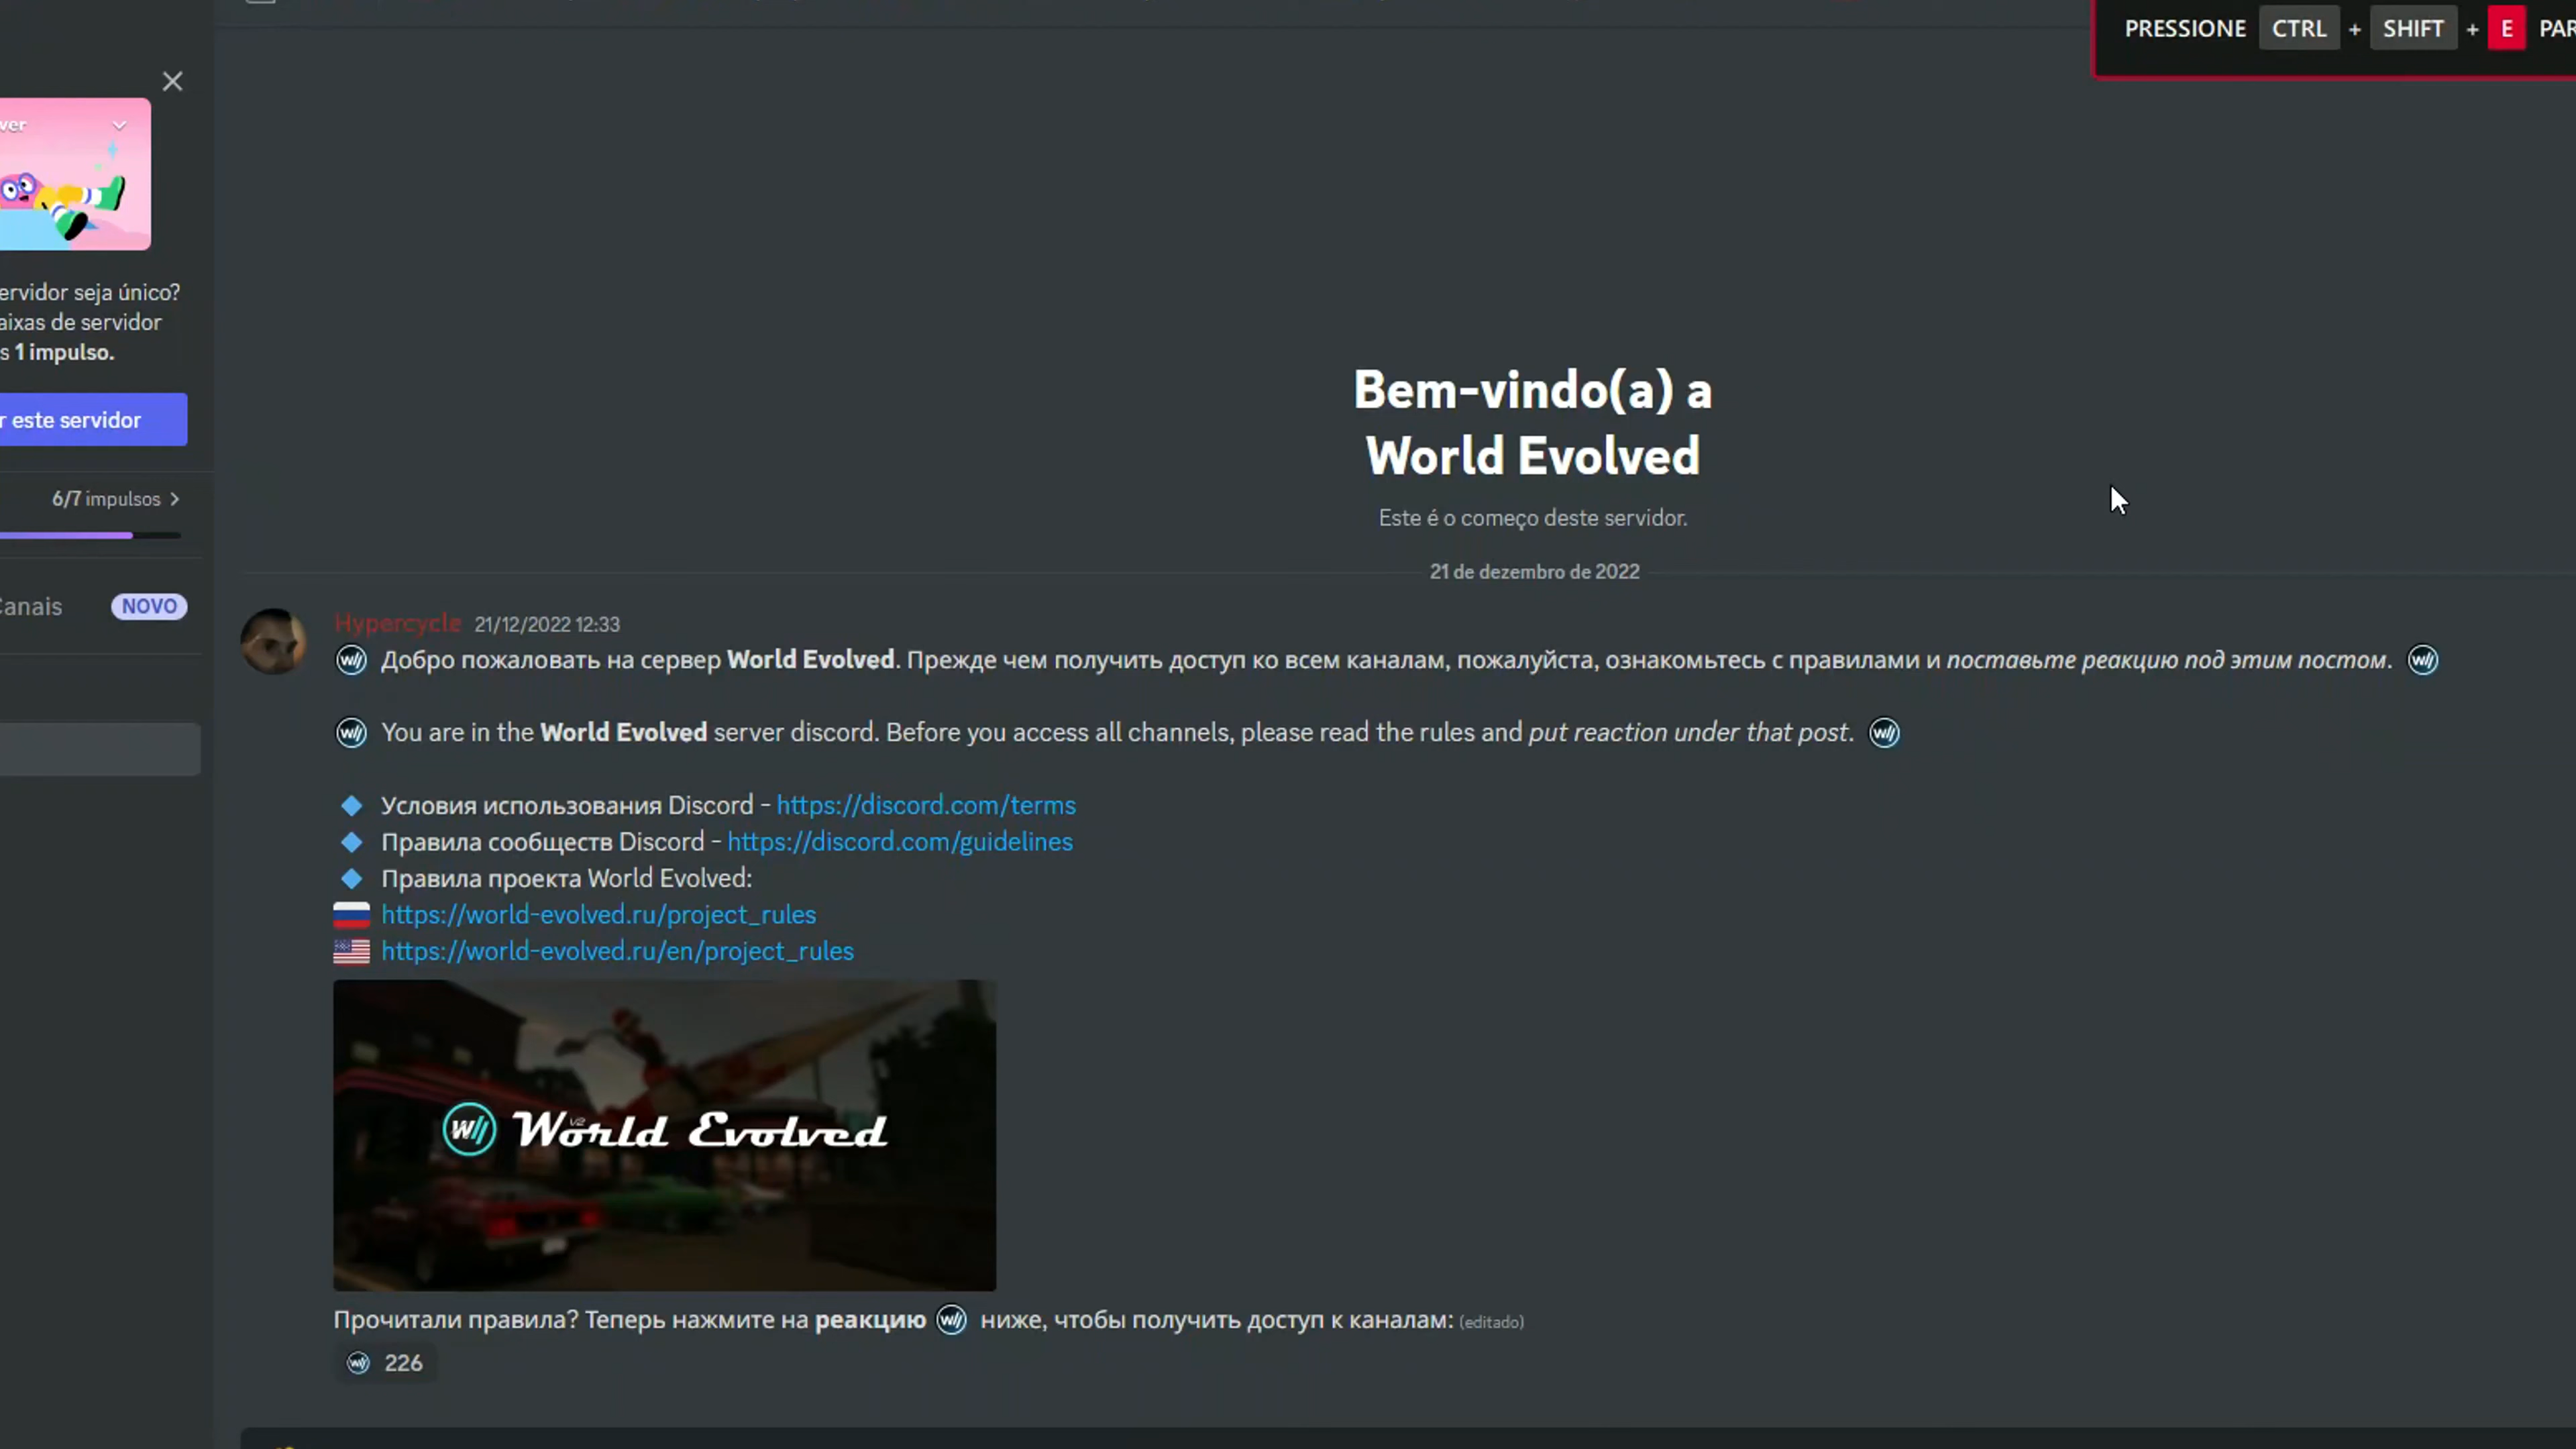 PRESSIONE CTRL + SHIFT + E
ver
ervidor seja único?
aixas de servidor
s 1 impulso.
r este servidor
6/7 impulsos
Canais NOVO
Bem-vindo(a) a
World Evolved
Este é o começo deste servidor.
21 de dezembro de 2022
Hypercycle 21/12/2022 12:33
Добро пожаловать на сервер World Evolved. Прежде чем получить доступ ко всем каналам, пожалуйста, ознакомьтесь с правилами и поставьте реакцию под этим постом.
You are in the World Evolved server discord. Before you access all channels, please read the rules and put reaction under that post.
Условия использования Discord - https://discord.com/terms
Правила сообществ Discord - https://discord.com/guidelines
Правила проекта World Evolved:
https://world-evolved.ru/project_rules
https://world-evolved.ru/en/project_rules
V2
World Evolved
Прочитали правила? Теперь нажмите на реакцию ниже, чтобы получить доступ к каналам: (editado)
226